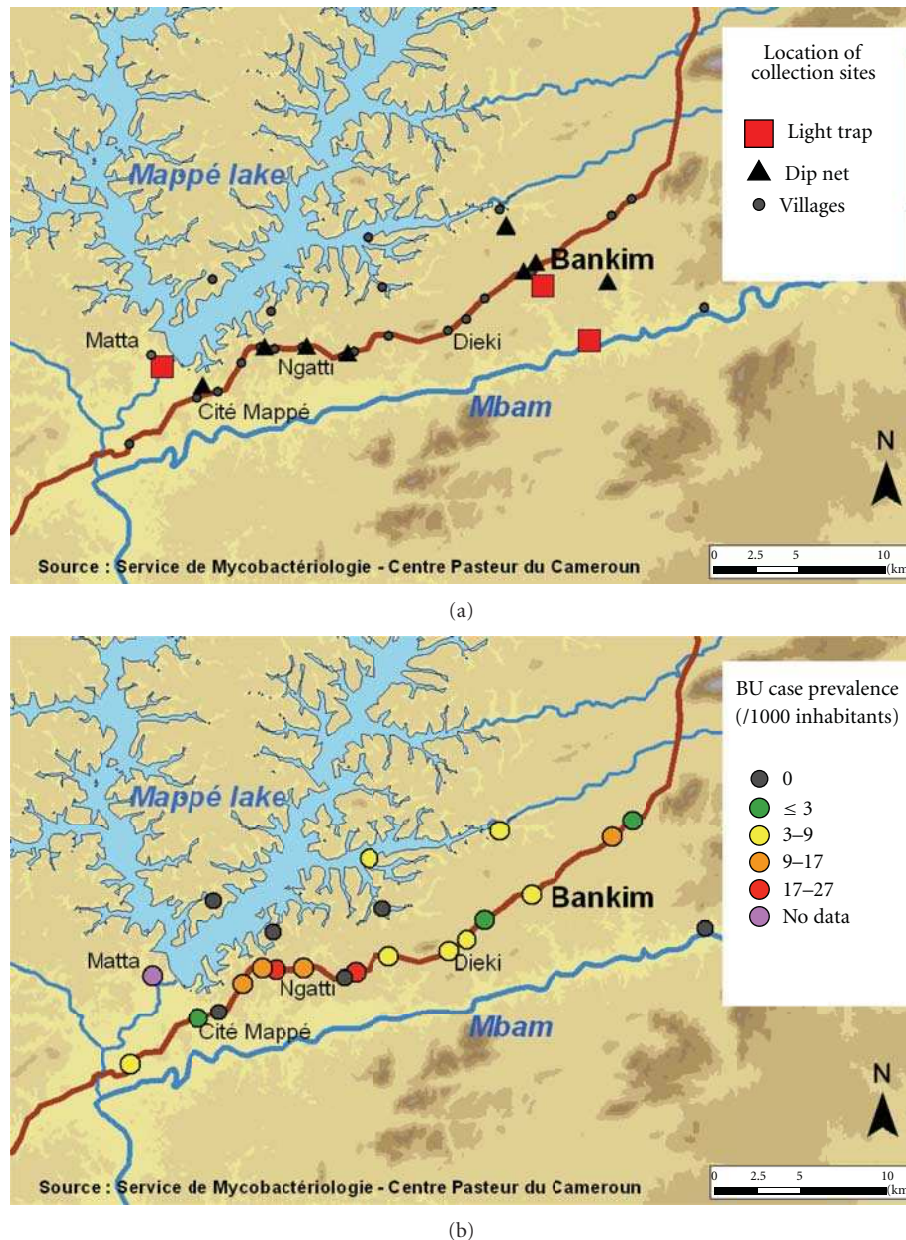 Location of
collection sites
Light trap
Dip net
Villages
Mappé lake
Bankim
Matta
Dieki
Ngatti
Cité Mappé
Mbam
N
0 2.5 5 10
(km
Source : Service de Mycobactériologie - Centre Pasteur du Cameroun
(a)
BU case prevalence
(/1000 inhabitants)
0
≤ 3
3–9
9–17
17–27
No data
Mappé lake
Bankim
Matta
Dieki
Ngatti
Cité Mappé
Mbam
N
0 2.5 5 10
(km
Source : Service de Mycobactériologie - Centre Pasteur du Cameroun
(b)